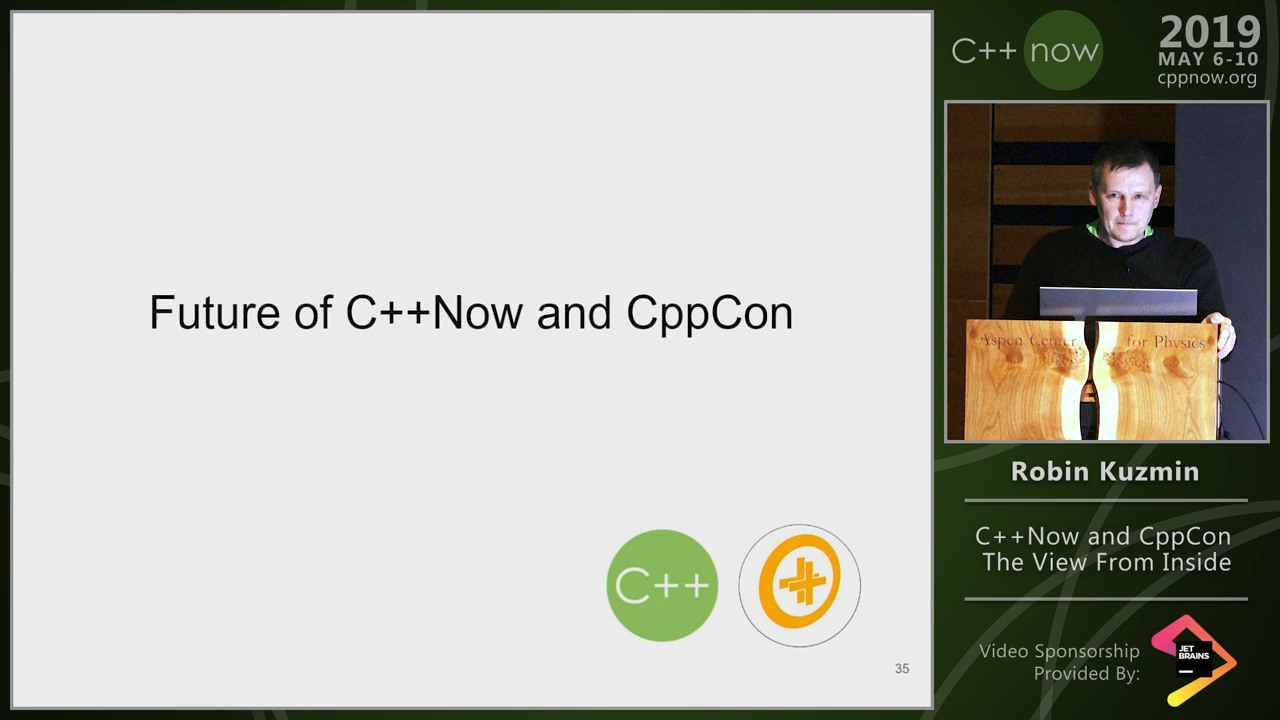 Future of C++Now and CppCon
C++
35
C++ now
2019
MAY 6-10
cppnow.org
Aspen Center for Physics
Robin Kuzmin
C++Now and CppCon
The View From Inside
Video Sponsorship
Provided By:
JET
BRAINS